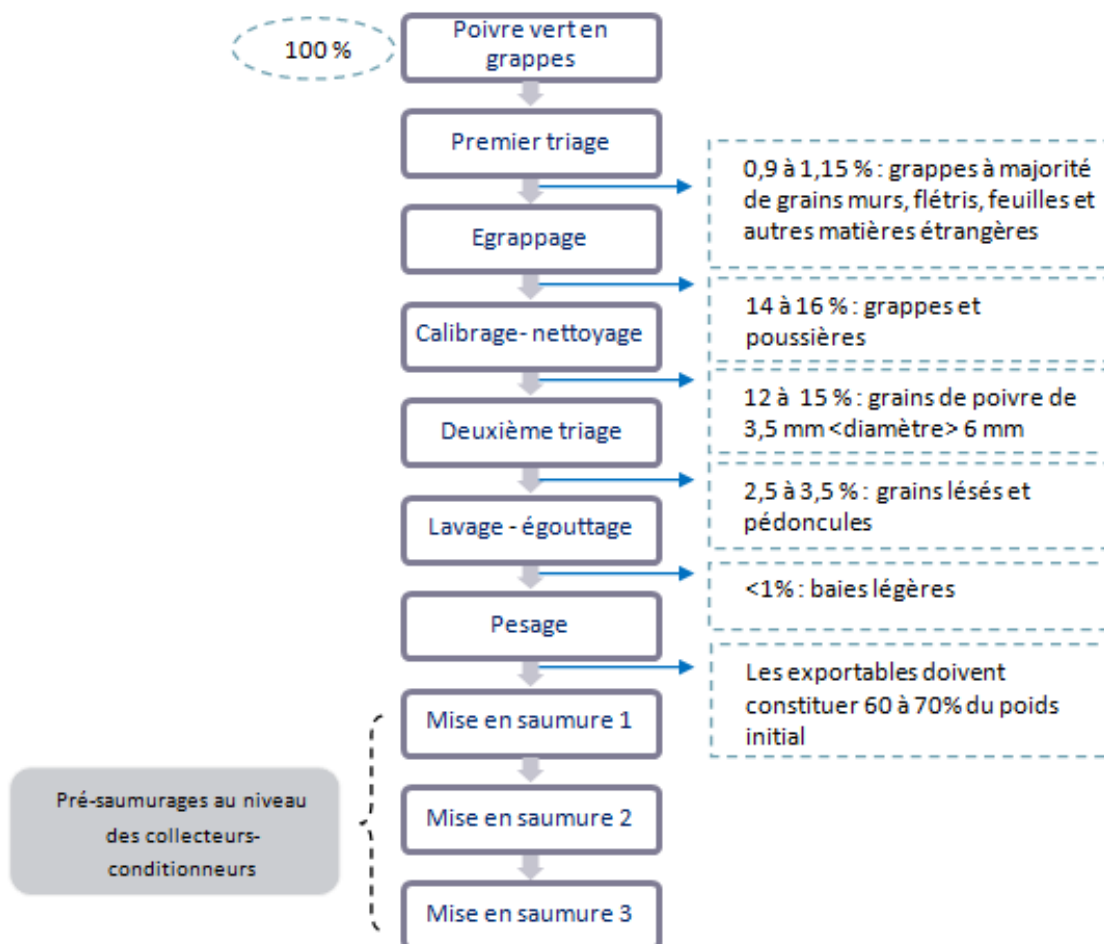 100 %
Poivre vert en
grappes
Premier triage
0,9 à 1,15 % : grappes à majorité
de grains murs, flétris, feuilles et
autres matières étrangères
Egrappage
14 à 16 % : grappes et
poussières
Calibrage- nettoyage
12 à  15 % : grains de poivre de
3,5 mm <diamètre> 6 mm
Deuxième triage
2,5 à 3,5 % : grains lésés et
pédoncules
Lavage - égouttage
<1% : baies légères
Pesage
Les exportables doivent
constituer 60 à 70% du poids
initial
Mise en saumure 1
Pré-saumurages au niveau
des collecteurs-
conditionneurs
Mise en saumure 2
Mise en saumure 3